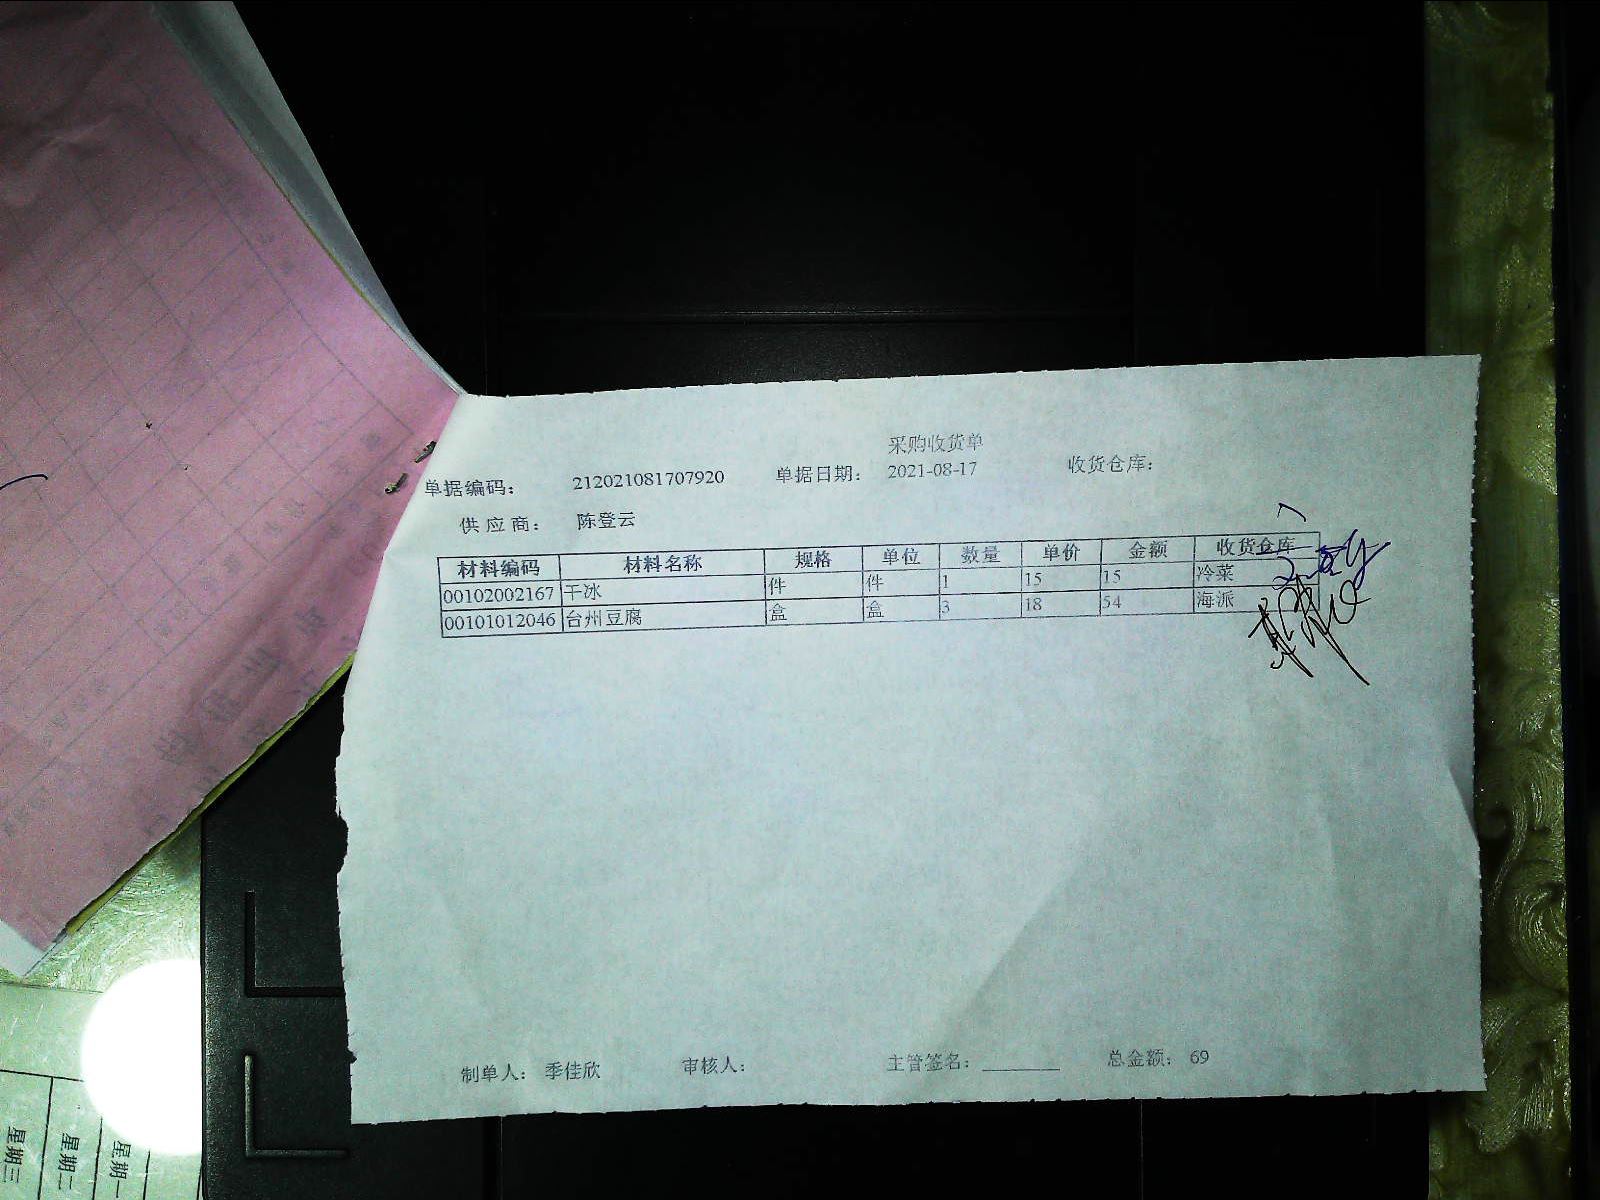 采购收货单
单据编码： 212021081707920 单据日期： 2021-08-17 收货仓库：
供应商： 陈登云
材料编码 材料名称 规格 单位 数量 单价 金额 收货仓库
00102002167 干冰 件 件 1 15 15 冷菜
00101012046 台州豆腐 盒 盒 3 18 54 海派
制单人： 季佳欣 审核人： 主管签名： 总金额： 69
星期一
星期二
星期三